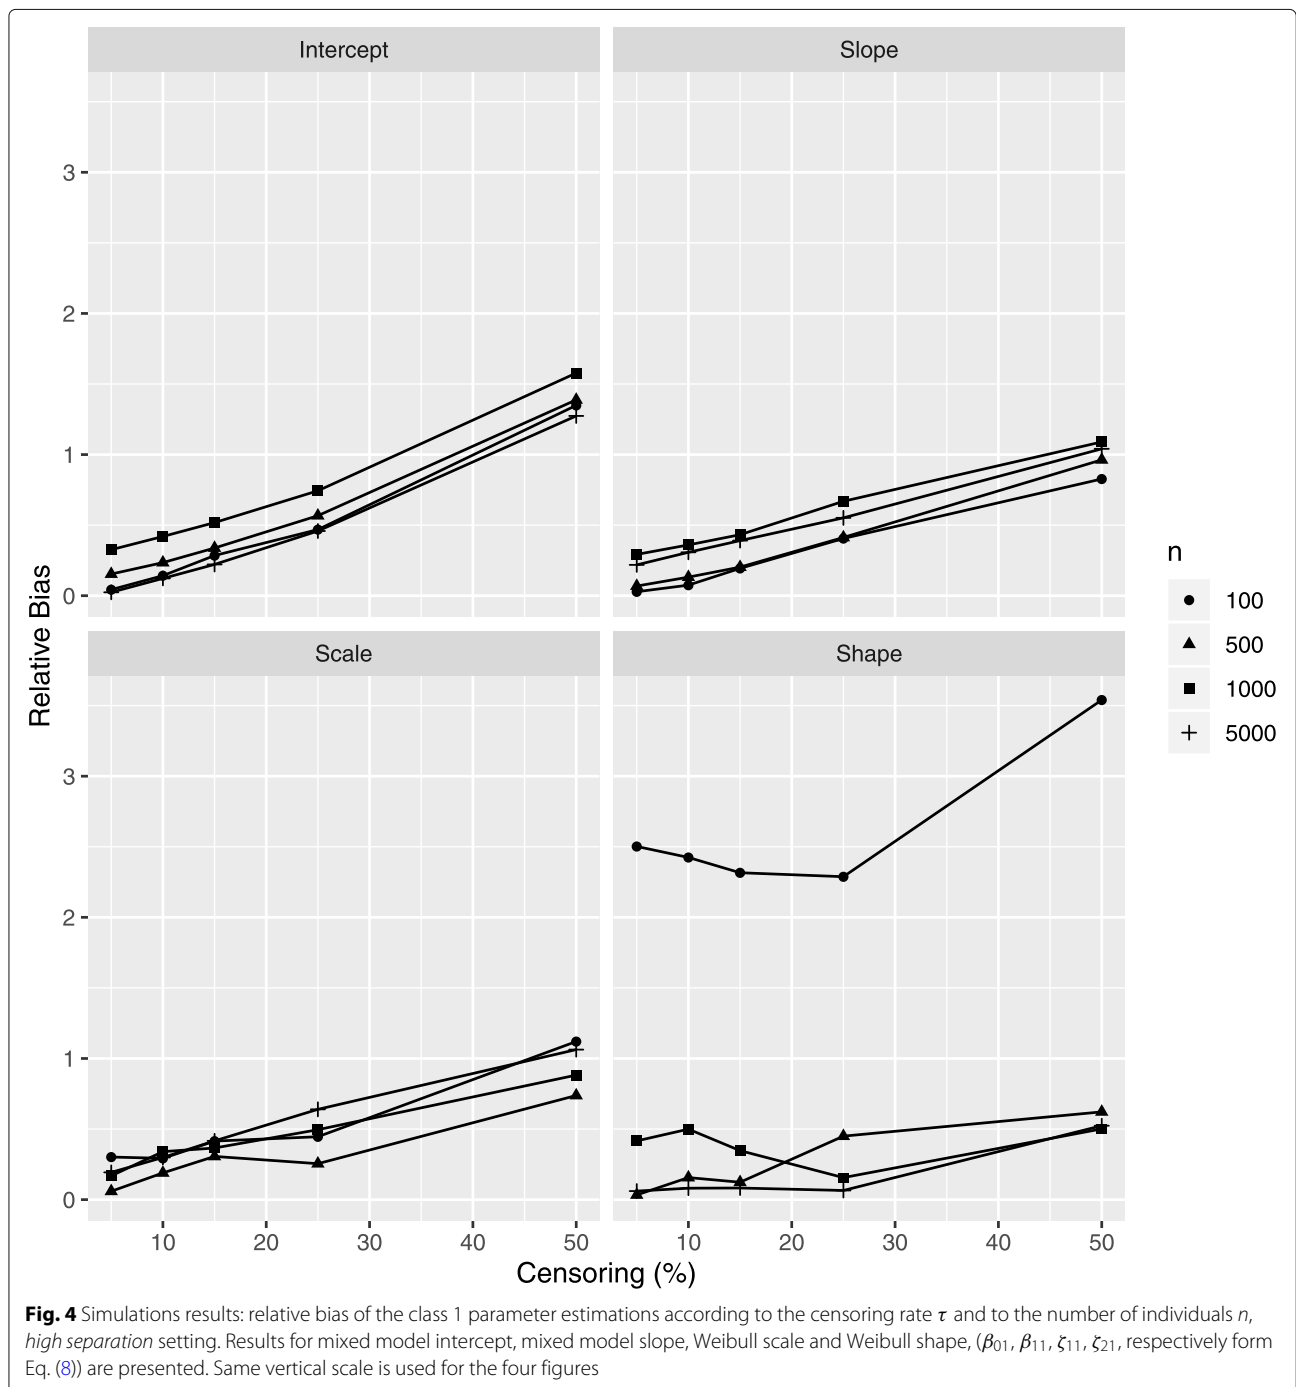 Intercept
Slope
3
2
1
0
Relative Bias
Scale
Shape
3
2
1
0
10
20
30
40
50
10
20
30
40
50
Censoring (%)
n
100
500
1000
5000
Fig. 4 Simulations results: relative bias of the class 1 parameter estimations according to the censoring rate τ and to the number of individuals n,
high separation setting. Results for mixed model intercept, mixed model slope, Weibull scale and Weibull shape, (β01, β11, ζ11, ζ21, respectively form
Eq. (8)) are presented. Same vertical scale is used for the four figures